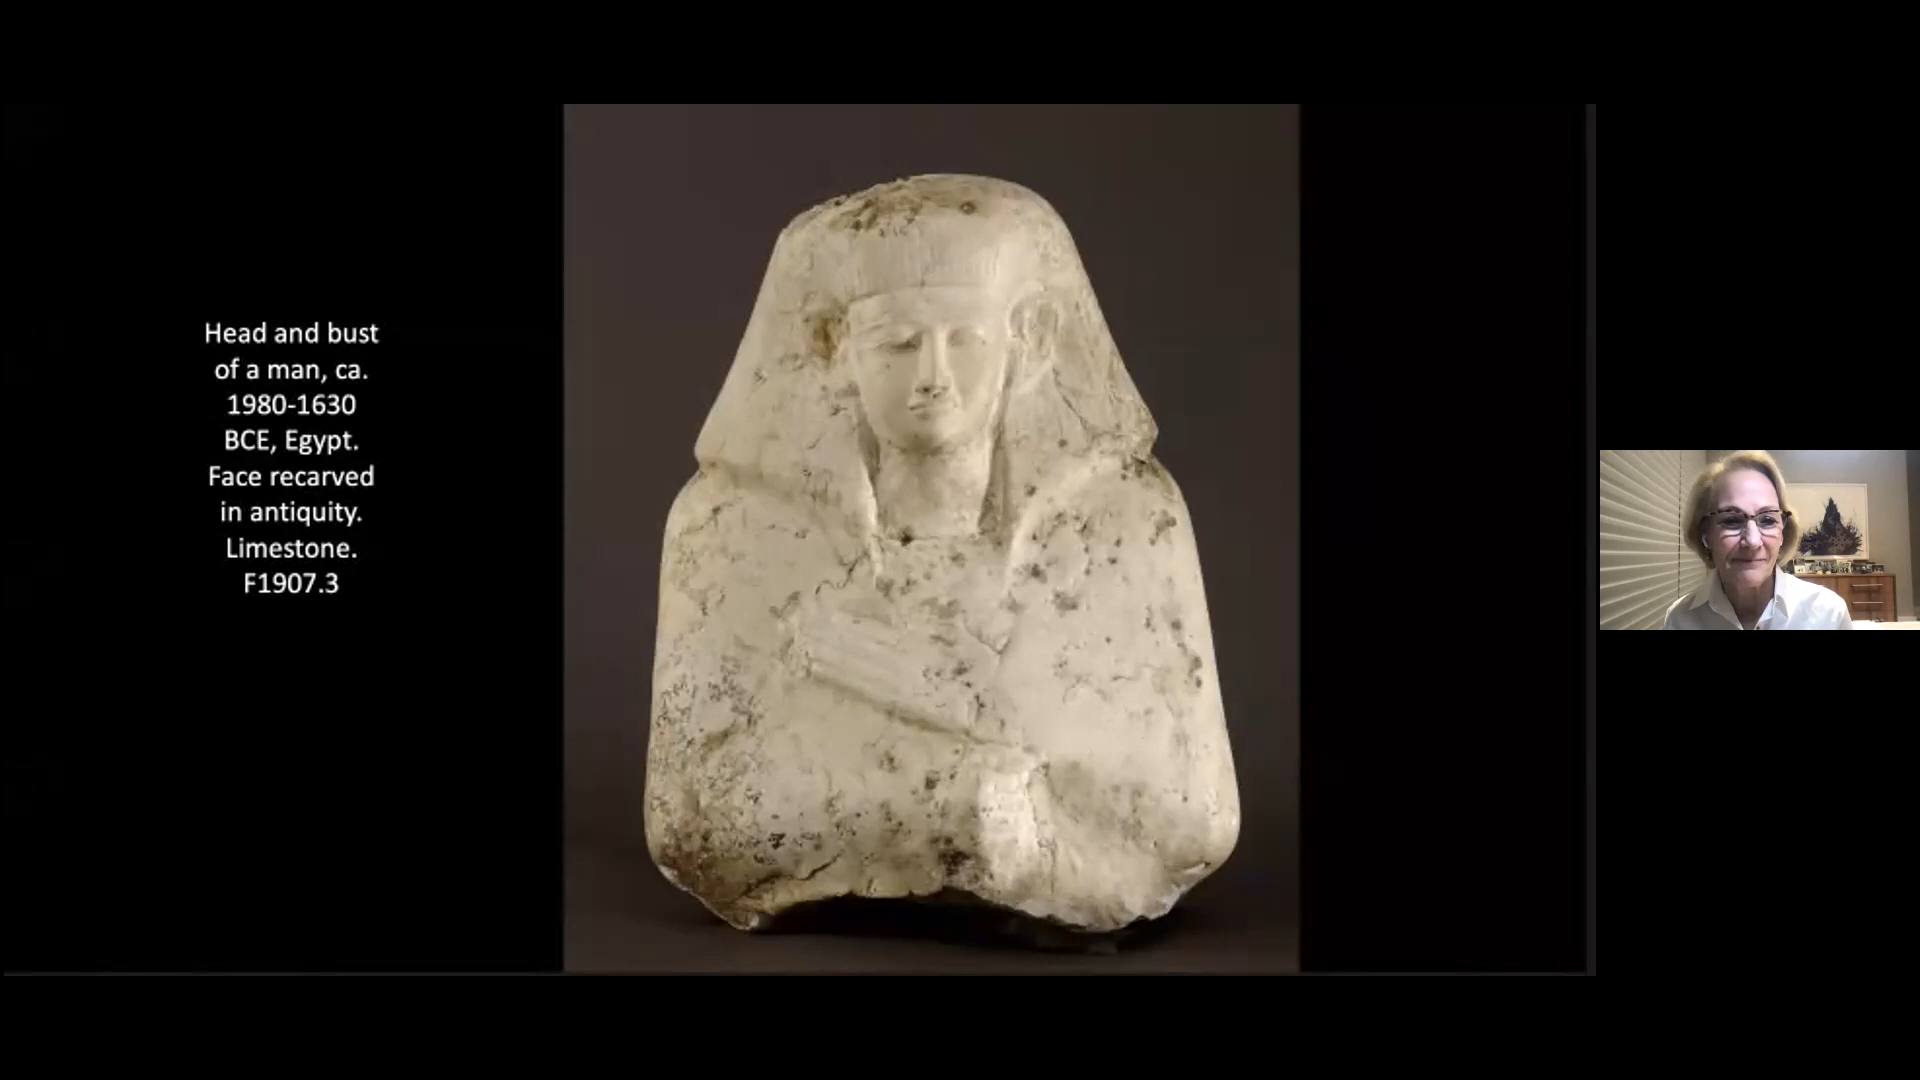 Head and bust
of a man, ca.
1980-1630
BCE, Egypt.
Face recarved
in antiquity.
Limestone.
F1907.3